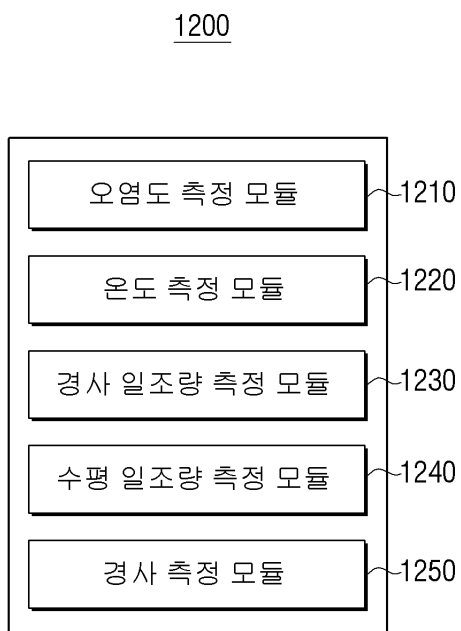 1200
오염도 측정 모듈 1210
온도 측정 모듈 1220
경사 일조량 측정 모듈 1230
수평 일조량 측정 모듈 1240
경사 측정 모듈 1250